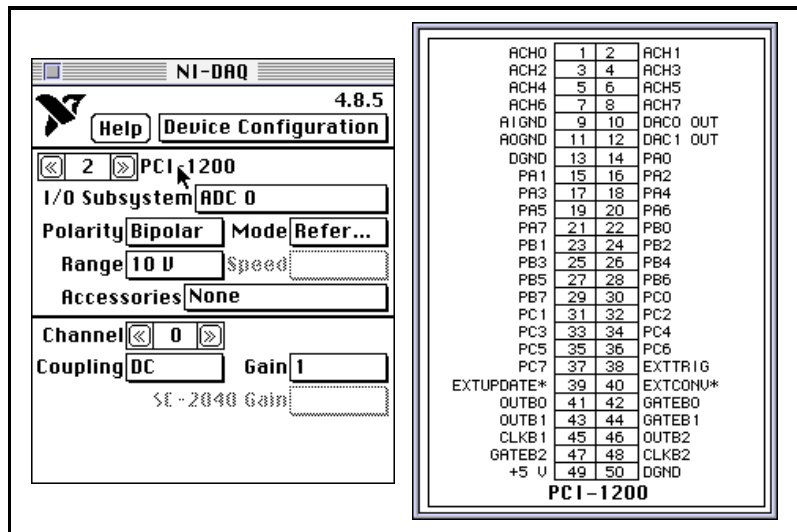 NI-DAQ
4.8.5
Help Device Configuration
2 PCI-1200
I/O Subsystem ADC 0
Polarity Bipolar Mode Refer...
Range 10 V Speed
Accessories None
Channel 0
Coupling DC Gain 1
SC-2040 Gain
ACH0 1 2 ACH1
ACH2 3 4 ACH3
ACH4 5 6 ACH5
ACH6 7 8 ACH7
AIGND 9 10 DAC0 OUT
AOGND 11 12 DAC1 OUT
DGND 13 14 PA0
PA1 15 16 PA2
PA3 17 18 PA4
PA5 19 20 PA6
PA7 21 22 PB0
PB1 23 24 PB2
PB3 25 26 PB4
PB5 27 28 PB6
PB7 29 30 PC0
PC1 31 32 PC2
PC3 33 34 PC4
PC5 35 36 PC6
PC7 37 38 EXTTRIG
EXTUPDATE* 39 40 EXTCONV*
OUTB0 41 42 GATEB0
OUTB1 43 44 GATEB1
CLKB1 45 46 OUTB2
GATEB2 47 48 CLKB2
+5 V 49 50 DGND
PCI-1200